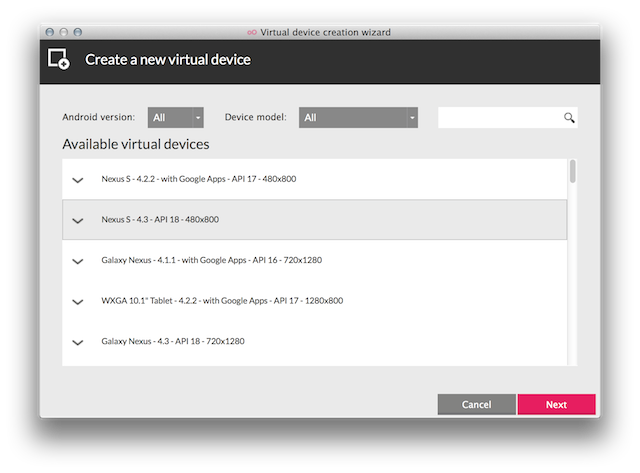 Virtual device creation wizard
Create a new virtual device
Android version: All Device model: All
Available virtual devices
Nexus S - 4.2.2 - with Google Apps - API 17 - 480x800
Nexus S - 4.3 - API 18 - 480x800
Galaxy Nexus - 4.1.1 - with Google Apps - API 16 - 720x1280
WXGA 10.1" Tablet - 4.2.2 - with Google Apps - API 17 - 1280x800
Galaxy Nexus - 4.3 - API 18 - 720x1280
Cancel Next